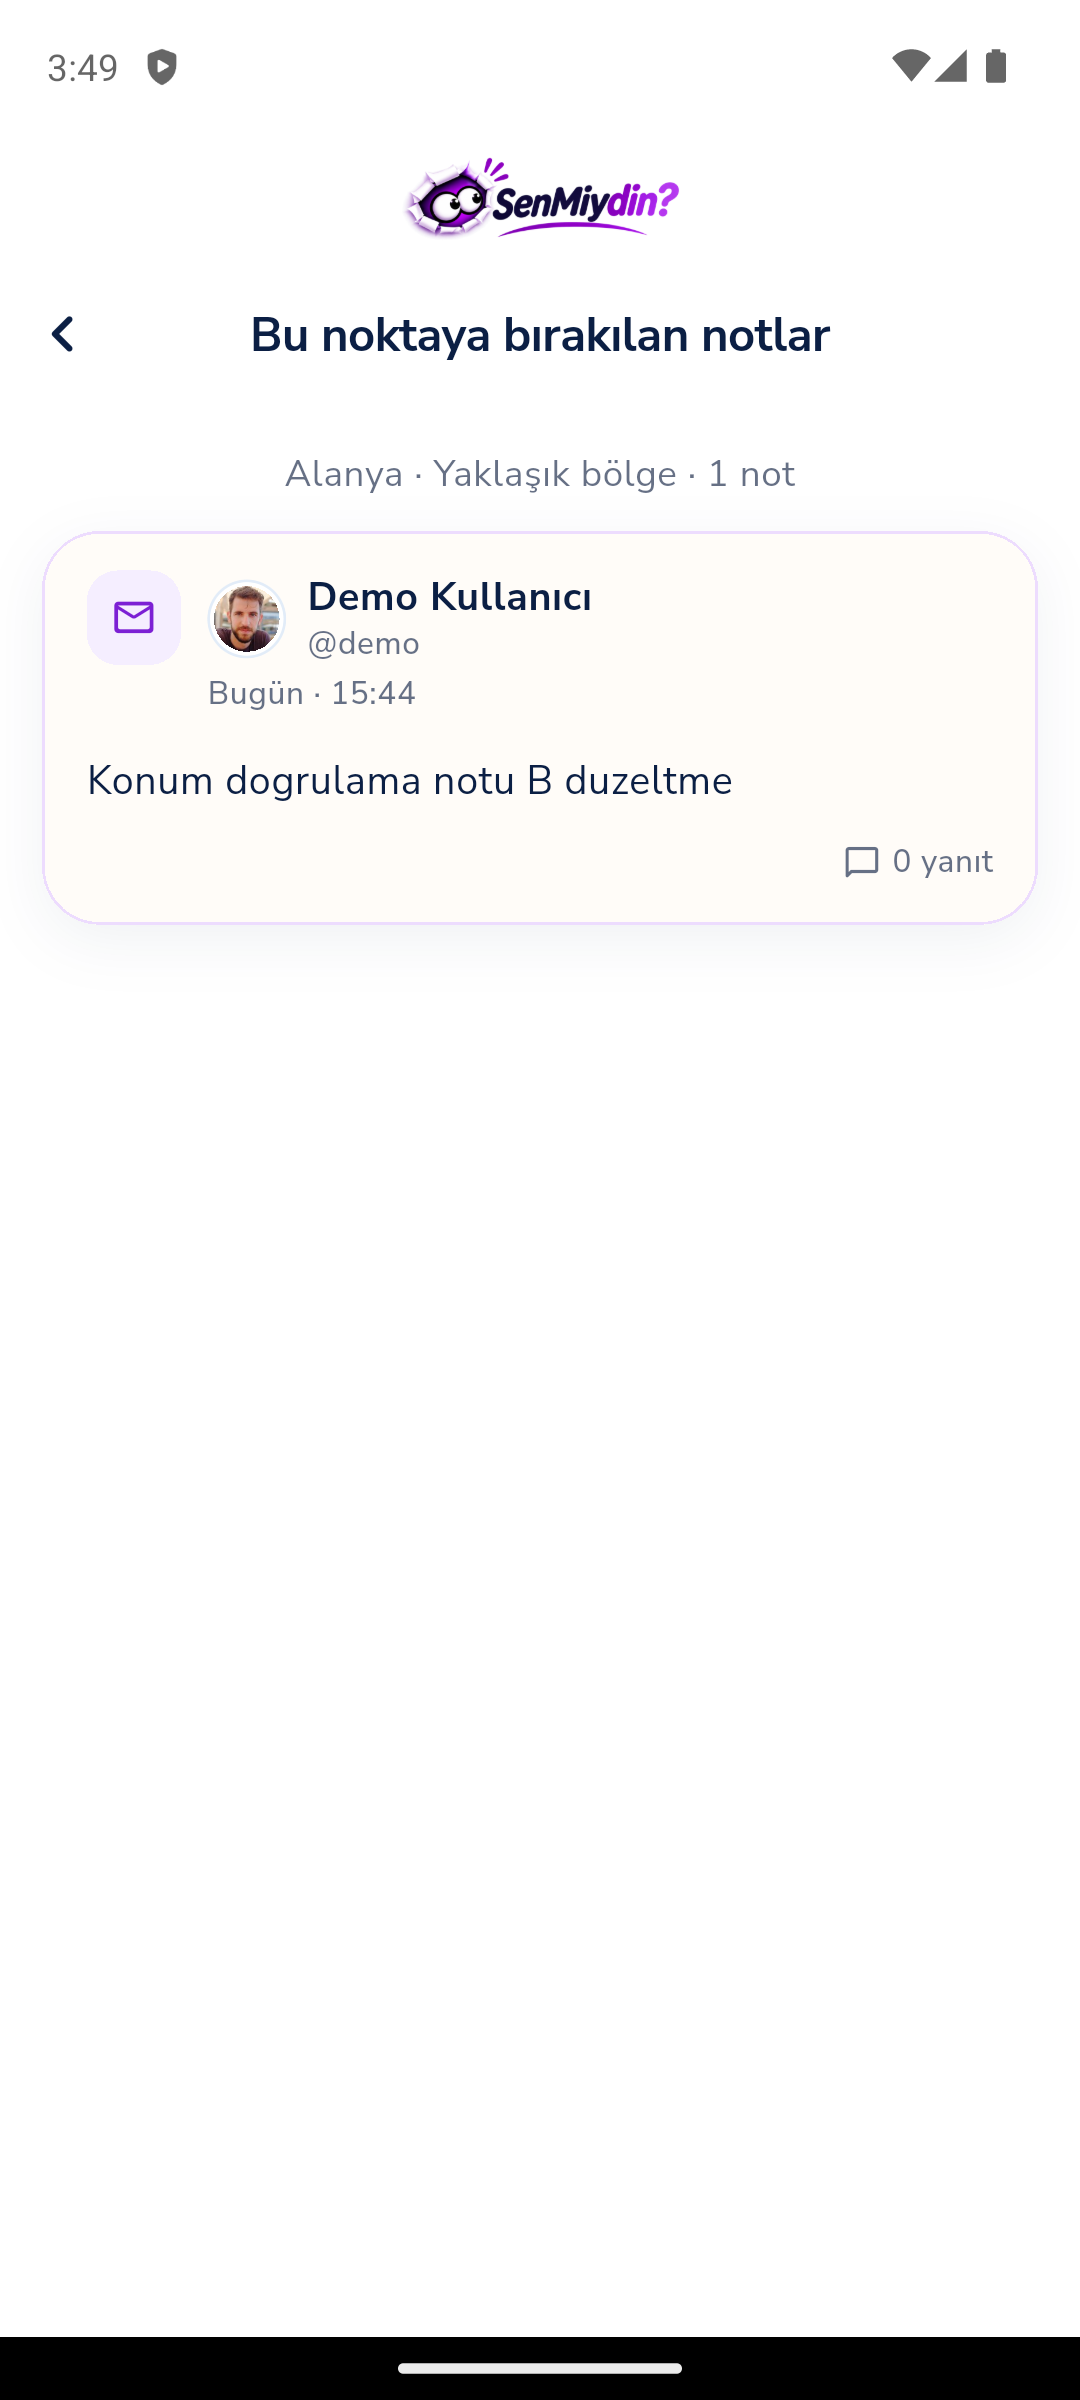 3:49
SenMiydin?
Bu noktaya bırakılan notlar
Alanya · Yaklaşık bölge · 1 not
Demo Kullanıcı
@demo
Bugün · 15:44
Konum dogrulama notu B duzeltme
0 yanıt